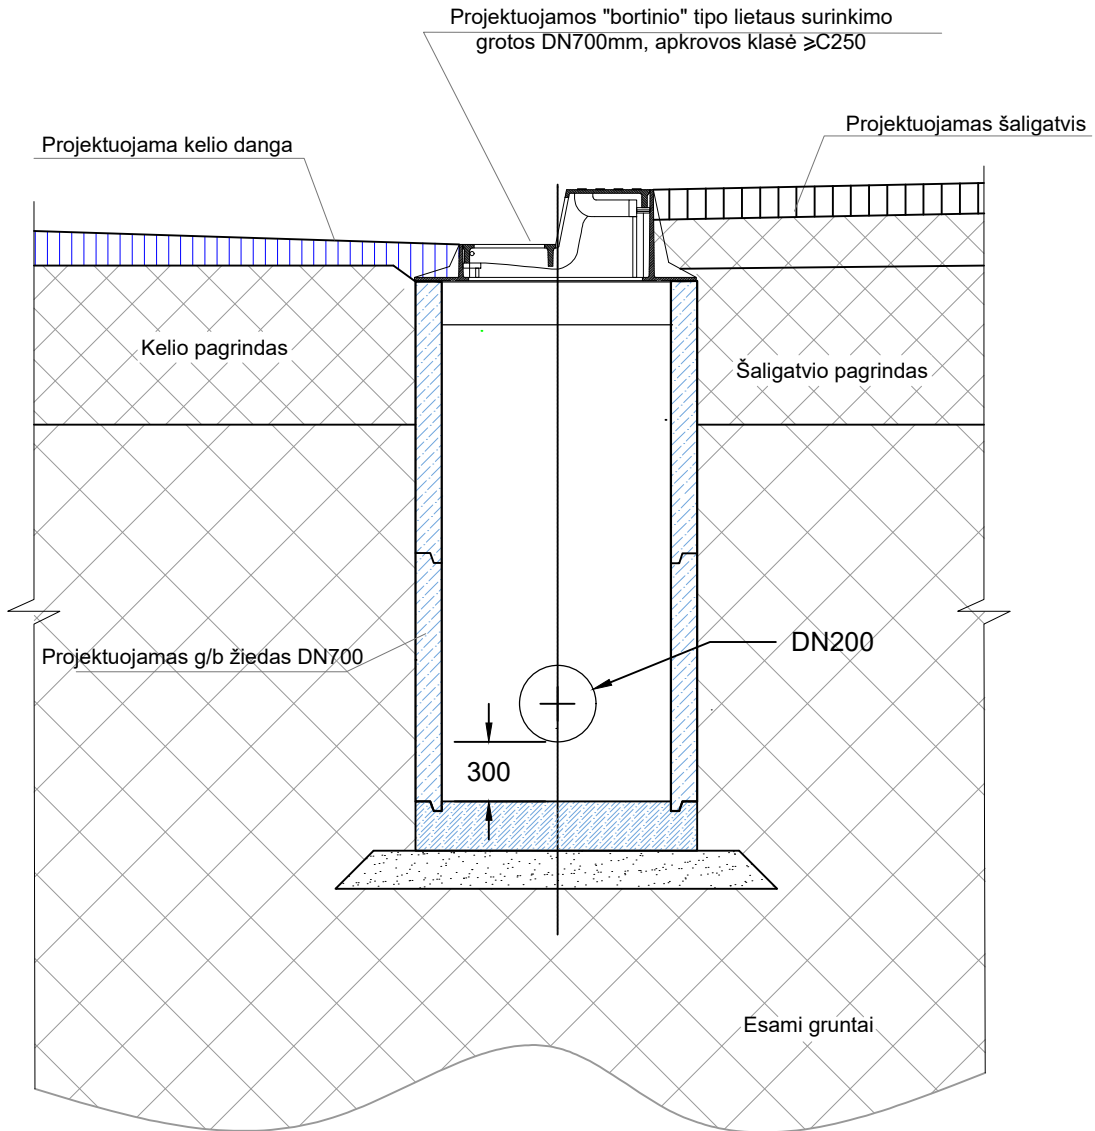 Projektuojamos "bortinio" tipo lietaus surinkimo
grotos DN700mm, apkrovos klasė ⩾C250
Projektuojamas šaligatvis
Projektuojama kelio danga
Kelio pagrindas
Šaligatvio pagrindas
DN200
Projektuojamas g/b žiedas DN700
300
Esami gruntai